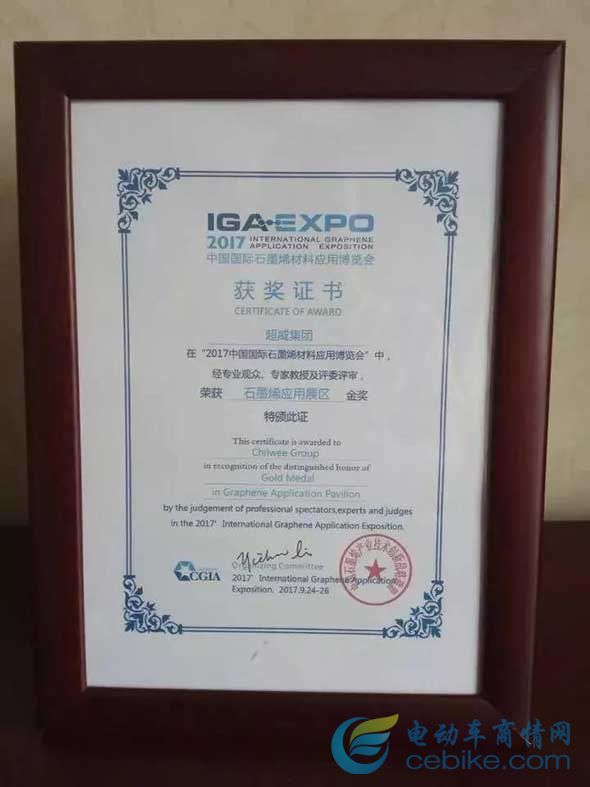 IGA·EXPO
2017 INTERNATIONAL GRAPHENE
APPLICATION EXPOSITION
中国国际石墨烯材料应用博览会
获奖证书
CERTIFICATE OF AWARD
超威集团
在“2017中国国际石墨烯材料应用博览会”中，
经专业观众、专家教授及评委评审，
荣获 石墨烯应用展区 金奖
特颁此证
This certificate is awarded to
Chilwee Group
in recognition of the distinguished honor of
Gold Medal
in Graphene Application Pavilion
by the judgement of professional spectators,experts and judges
in the 2017' International Graphene Application Exposition.
CGIA
Organizing Committee
2017' International Graphene Application
Exposition. 2017.9.24-26
电动车商情网
cebike.com